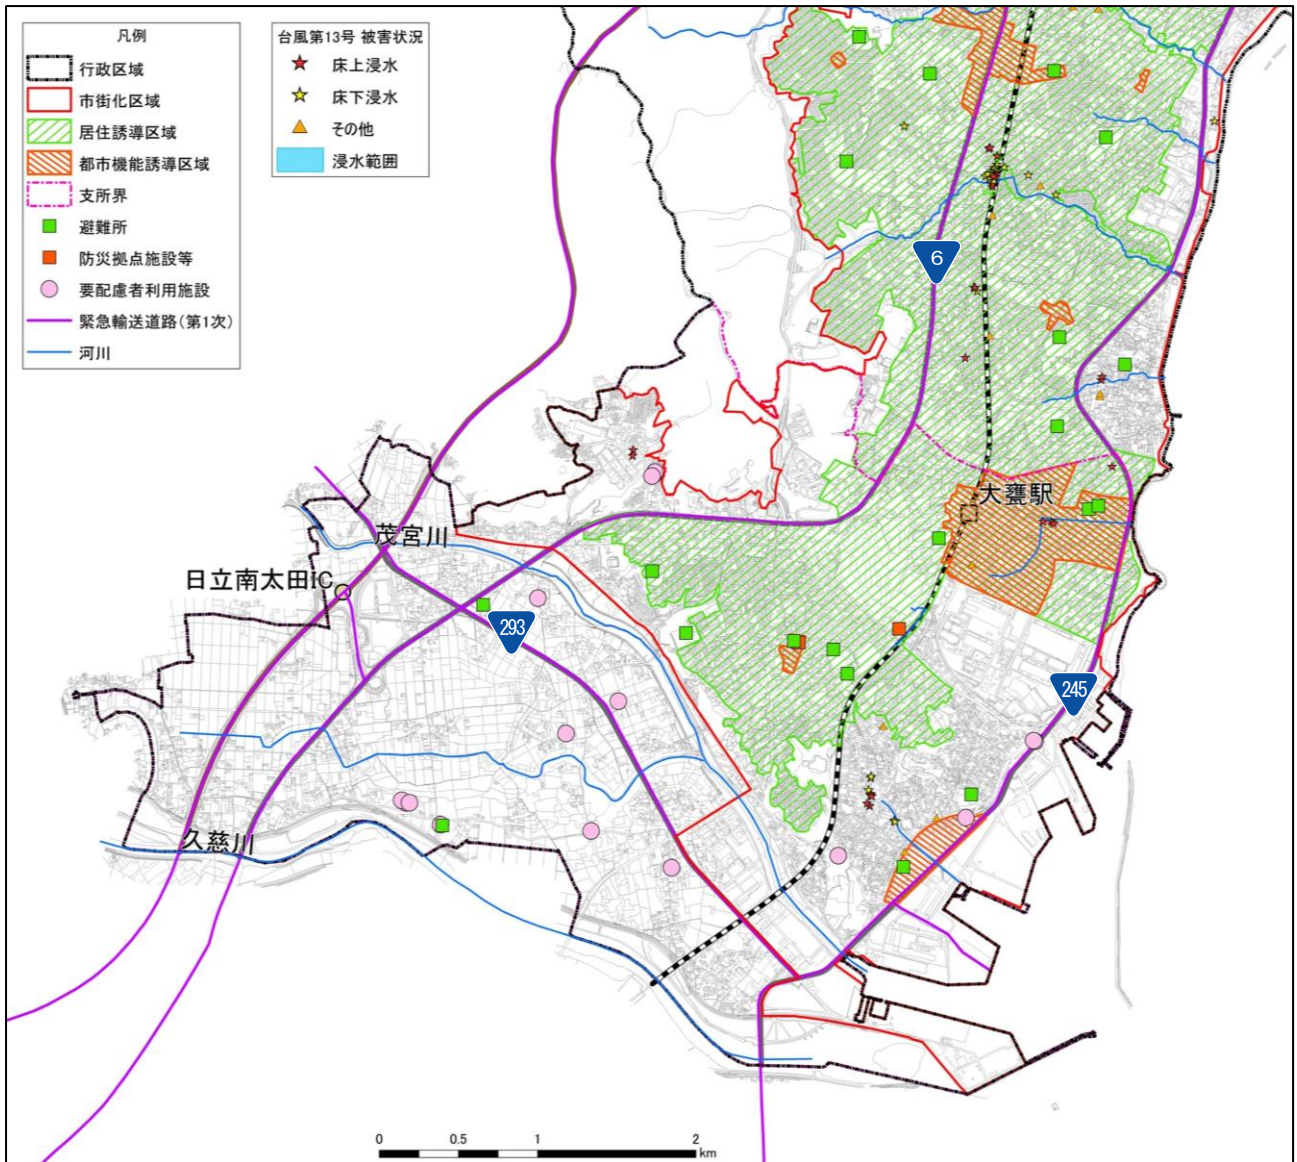 凡例
行政区域
市街化区域
居住誘導区域
都市機能誘導区域
支所界
避難所
防災拠点施設等
要配慮者利用施設
緊急輸送道路(第1次)
河川
台風第13号 被害状況
床上浸水
床下浸水
その他
浸水範囲
6
大甕駅
茂宮川
日立南太田IC
293
245
久慈川
0 0.5 1 2
km